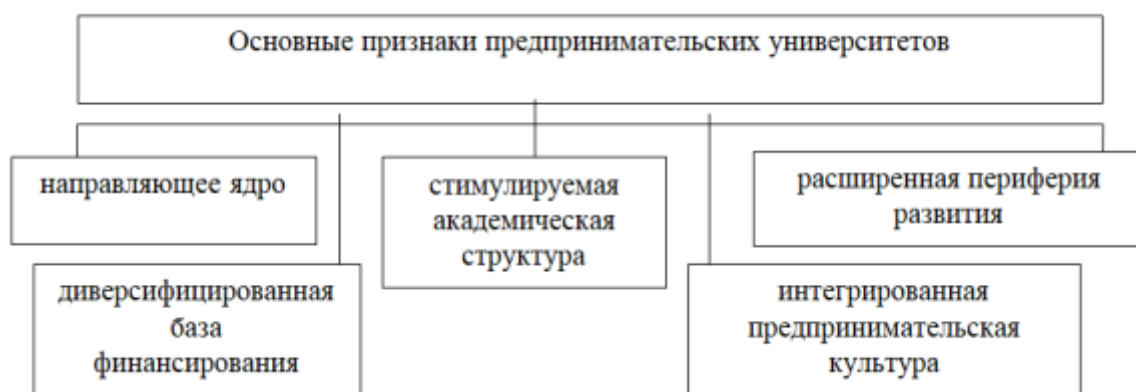 Основные признаки предпринимательских университетов
направляющее ядро
стимулируемая
академическая
структура
расширенная периферия
развития
диверсифицированная
база
финансирования
интегрированная
предпринимательская
культура